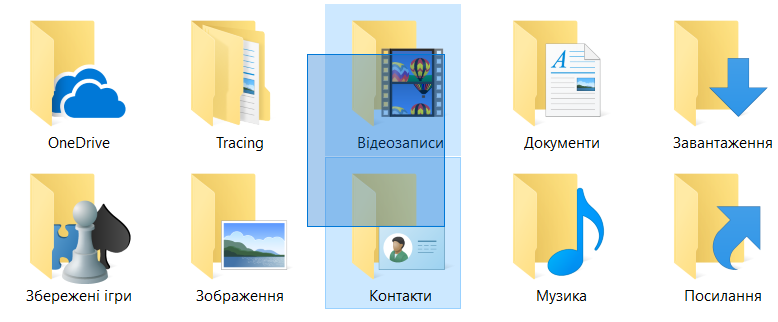 OneDrive
Tracing
Відеозаписи
Документи
Завантаження
Збережені ігри
Зображення
Контакти
Музика
Посилання